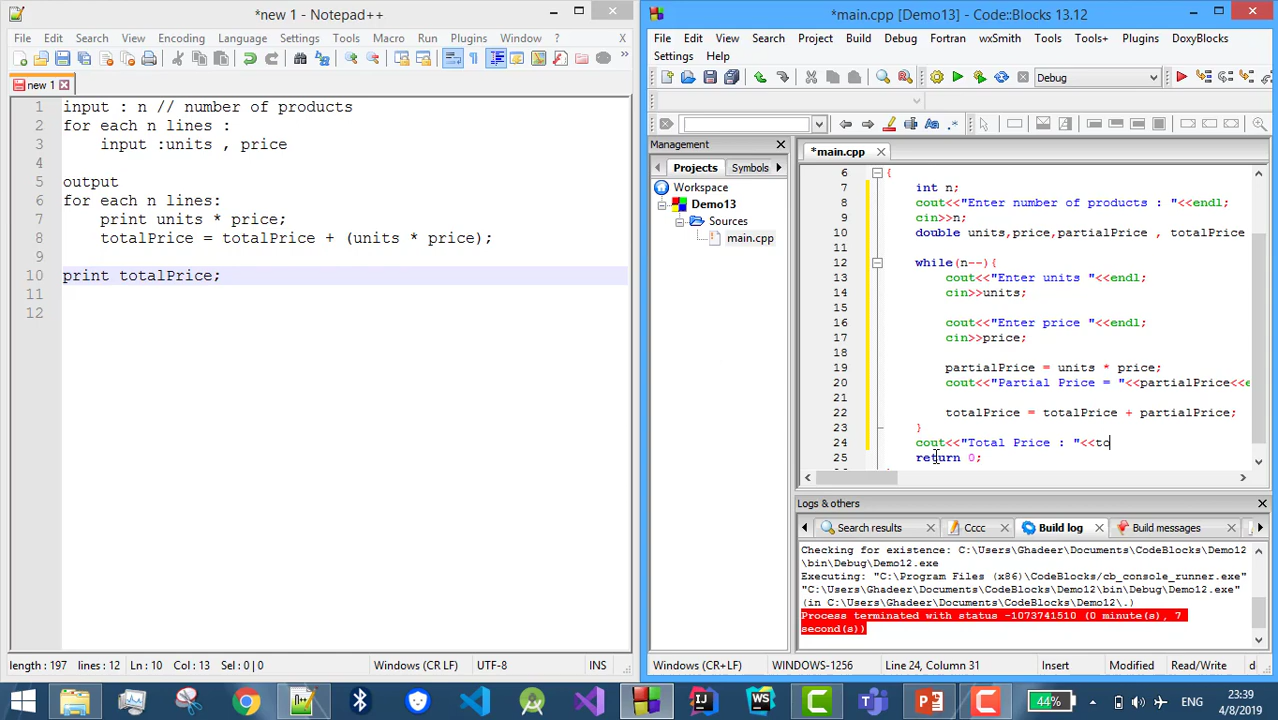 *new 1 - Notepad++
File Edit Search View Encoding Language Settings Tools Macro Run Plugins Window ?
new 1
1 input : n // number of products
2 for each n lines :
3 input :units , price
4
5 output
6 for each n lines:
7 print units * price;
8 totalPrice = totalPrice + (units * price);
9
10 print totalPrice;
11
12
length : 197 lines : 12 Ln : 10 Col : 13 Sel : 0 | 0 Windows (CR LF) UTF-8 INS
*main.cpp [Demo13] - Code::Blocks 13.12
File Edit View Search Project Build Debug Fortran wxSmith Tools Tools+ Plugins DoxyBlocks
Settings Help
Debug
Management
Projects Symbols
Workspace
Demo13
Sources
main.cpp
*main.cpp
6 {
7 int n;
8 cout<<"Enter number of products : "<<endl;
9 cin>>n;
10 double units,price,partialPrice , totalPrice
11
12 while(n--){
13 cout<<"Enter units "<<endl;
14 cin>>units;
15
16 cout<<"Enter price "<<endl;
17 cin>>price;
18
19 partialPrice = units * price;
20 cout<<"Partial Price = "<<partialPrice<<e
21
22 totalPrice = totalPrice + partialPrice;
23 }
24 cout<<"Total Price : "<<to
25 return 0;
Logs & others
Search results Cccc Build log Build messages
Checking for existence: C:\Users\Ghadeer\Documents\CodeBlocks\Demo12
\bin\Debug\Demo12.exe
Executing: "C:\Program Files (x86)\CodeBlocks/cb_console_runner.exe"
"C:\Users\Ghadeer\Documents\CodeBlocks\Demo12\bin\Debug\Demo12.exe"
(in C:\Users\Ghadeer\Documents\CodeBlocks\Demo12\.)
Process terminated with status -1073741510 (0 minute(s), 7
second(s))
Windows (CR+LF) WINDOWS-1256 Line 24, Column 31 Insert Modified Read/Write d
44% ENG 23:39
4/8/2019